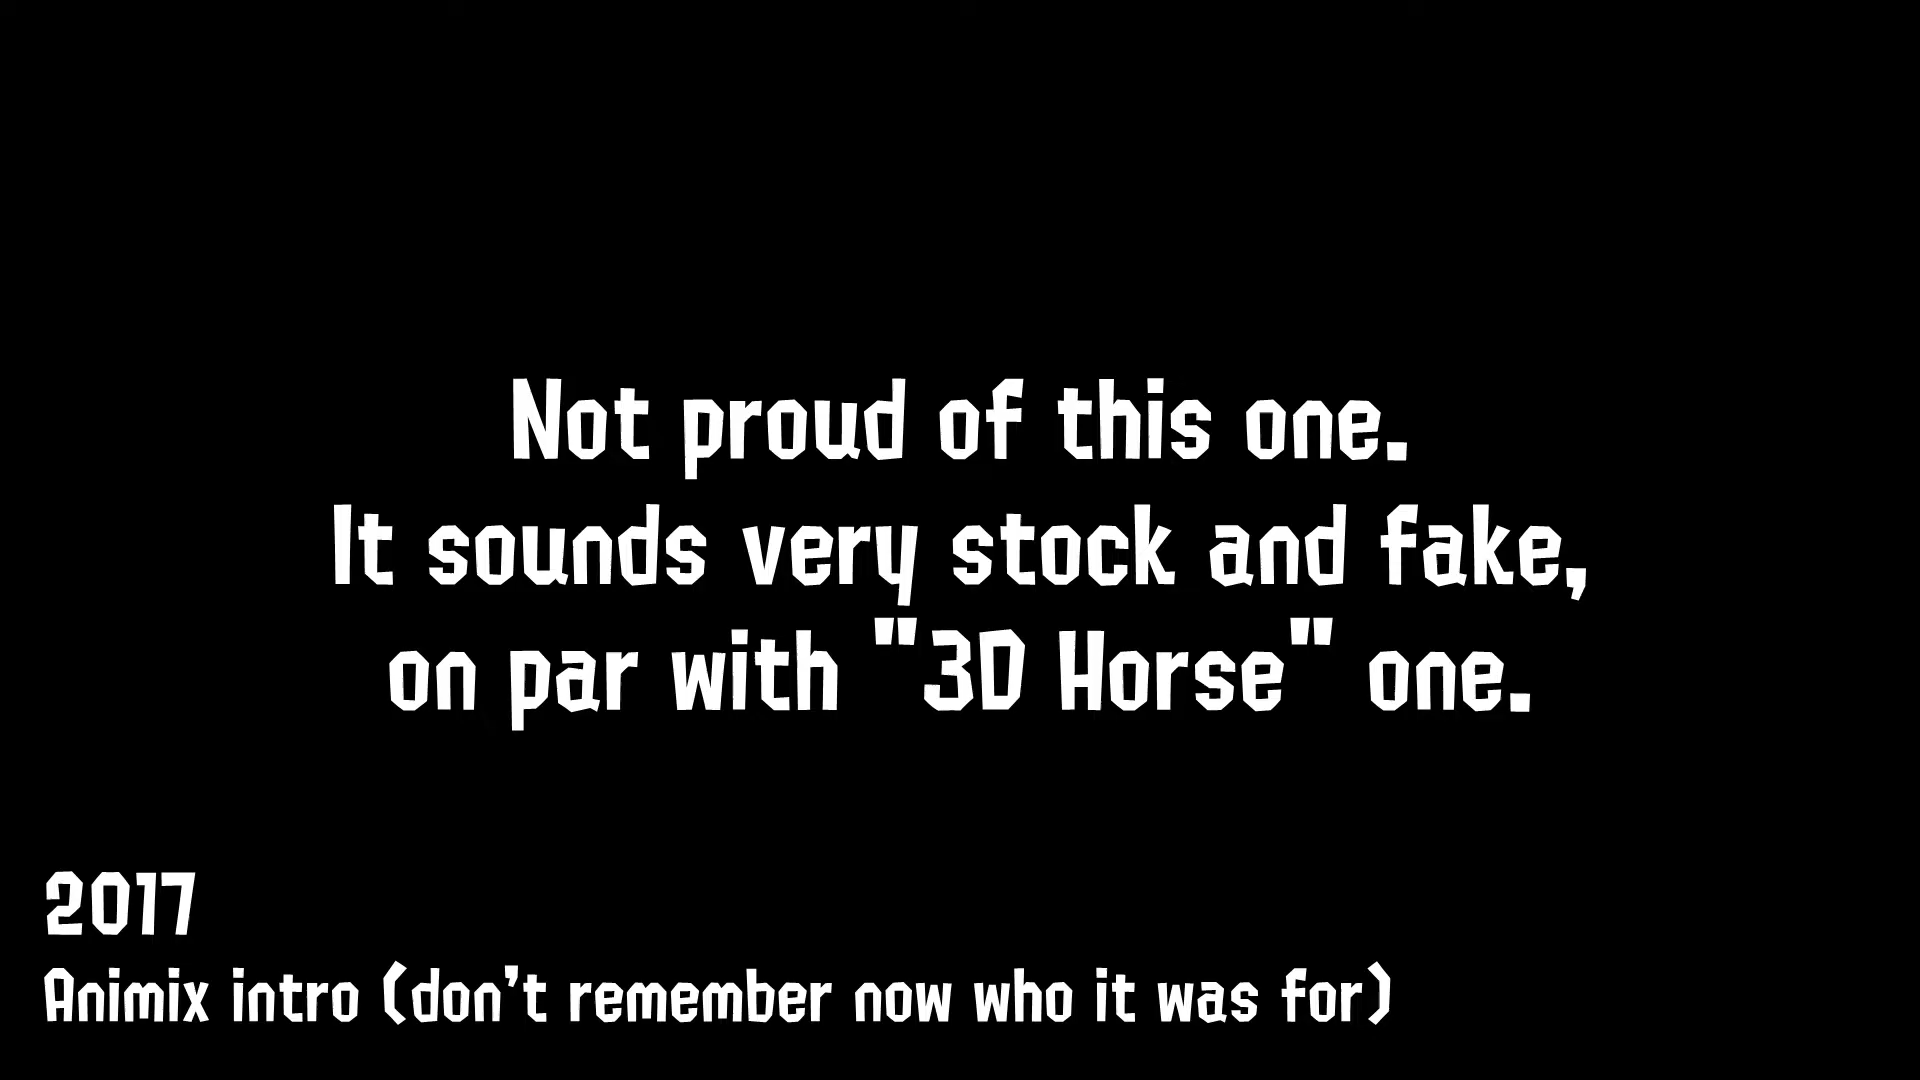 Not proud of this one.
It sounds very stock and fake,
on par with "3D Horse" one.
2017
Animix intro (don't remember now who it was for)